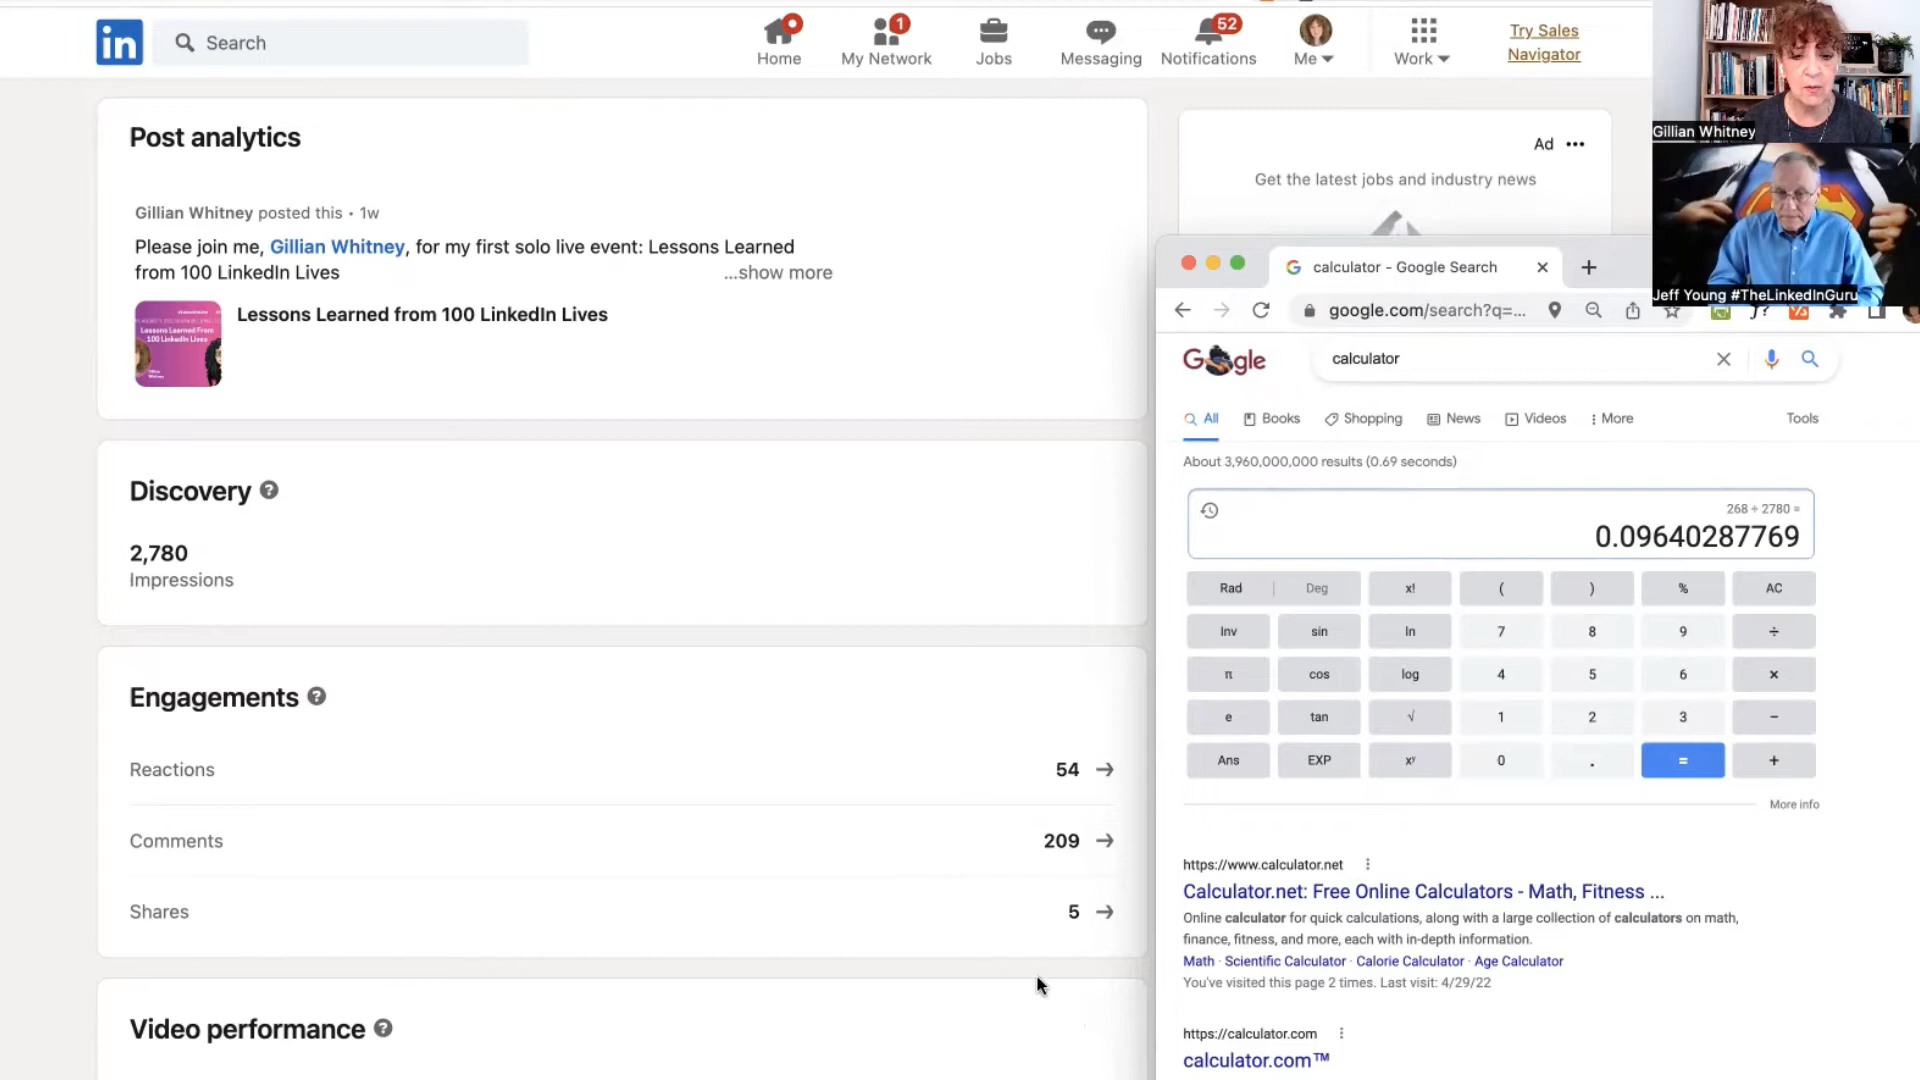 in
Search
Home
1
My Network
Jobs
Messaging
52
Notifications
Me
Work
Try Sales
Navigator
Post analytics
Gillian Whitney posted this • 1w
Please join me, Gillian Whitney, for my first solo live event: Lessons Learned
from 100 LinkedIn Lives
...show more
Lessons Learned From
100 LinkedIn Lives
Lessons Learned from 100 LinkedIn Lives
Discovery ?
2,780
Impressions
Engagements ?
Reactions 54
Comments 209
Shares 5
Video performance ?
Ad
Get the latest jobs and industry news
Gillian Whitney
Jeff Young #TheLinkedInGuru
calculator - Google Search
google.com/search?q=...
Google
calculator
All
Books
Shopping
News
Videos
More
Tools
About 3,960,000,000 results (0.69 seconds)
268 ÷ 2780 =
0.09640287769
Rad Deg x! ( ) % AC
Inv sin ln 7 8 9 ÷
π cos log 4 5 6 ×
e tan √ 1 2 3 −
Ans EXP xʸ 0 . = +
More info
https://www.calculator.net
Calculator.net: Free Online Calculators - Math, Fitness ...
Online calculator for quick calculations, along with a large collection of calculators on math,
finance, fitness, and more, each with in-depth information.
Math · Scientific Calculator · Calorie Calculator · Age Calculator
You've visited this page 2 times. Last visit: 4/29/22
https://calculator.com
calculator.com™